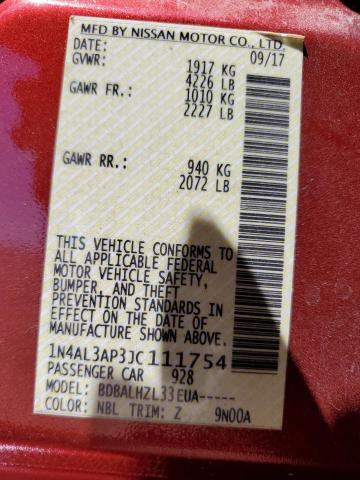 MFD BY NISSAN MOTOR CO., LTD.
DATE: 09/17
GVWR: 1917 KG
4226 LB
GAWR FR.: 1010 KG
2227 LB
GAWR RR.: 940 KG
2072 LB
THIS VEHICLE CONFORMS TO
ALL APPLICABLE FEDERAL
MOTOR VEHICLE SAFETY,
BUMPER, AND THEFT
PREVENTION STANDARDS IN
EFFECT ON THE DATE OF
MANUFACTURE SHOWN ABOVE.
1N4AL3AP3JC111754
PASSENGER CAR 928
MODEL: BDBALHZL33EUA-----
COLOR: NBL TRIM: Z 9N00A